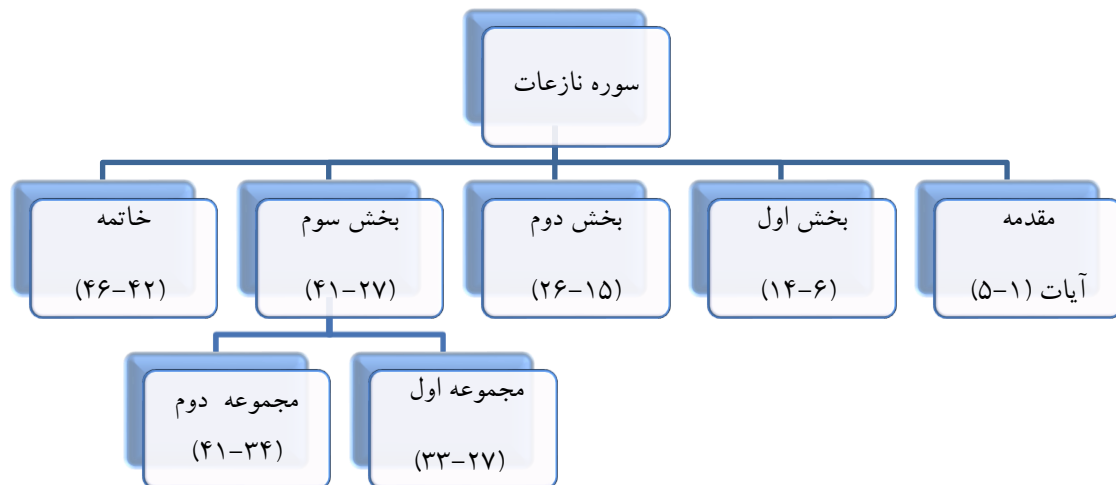 سوره نازعات
مقدمه
آیات (۱-۵)
بخش اول
(۶-۱۴)
بخش دوم
(۱۵-۲۶)
بخش سوم
(۲۷-۴۱)
خاتمه
(۴۲-۴۶)
مجموعه اول
(۲۷-۳۳)
مجموعه دوم
(۳۴-۴۱)